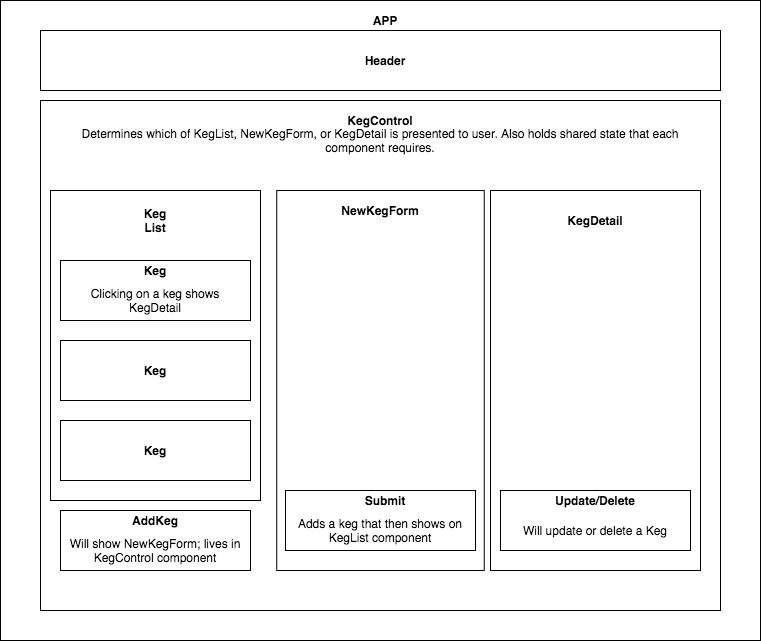 APP
Header
KegControl
Determines which of KegList, NewKegForm, or KegDetail is presented to user. Also holds shared state that each
component requires.
Keg
List
Keg
Clicking on a keg shows
KegDetail
Keg
Keg
AddKeg
Will show NewKegForm; lives in
KegControl component
NewKegForm
Submit
Adds a keg that then shows on
KegList component
KegDetail
Update/Delete
Will update or delete a Keg